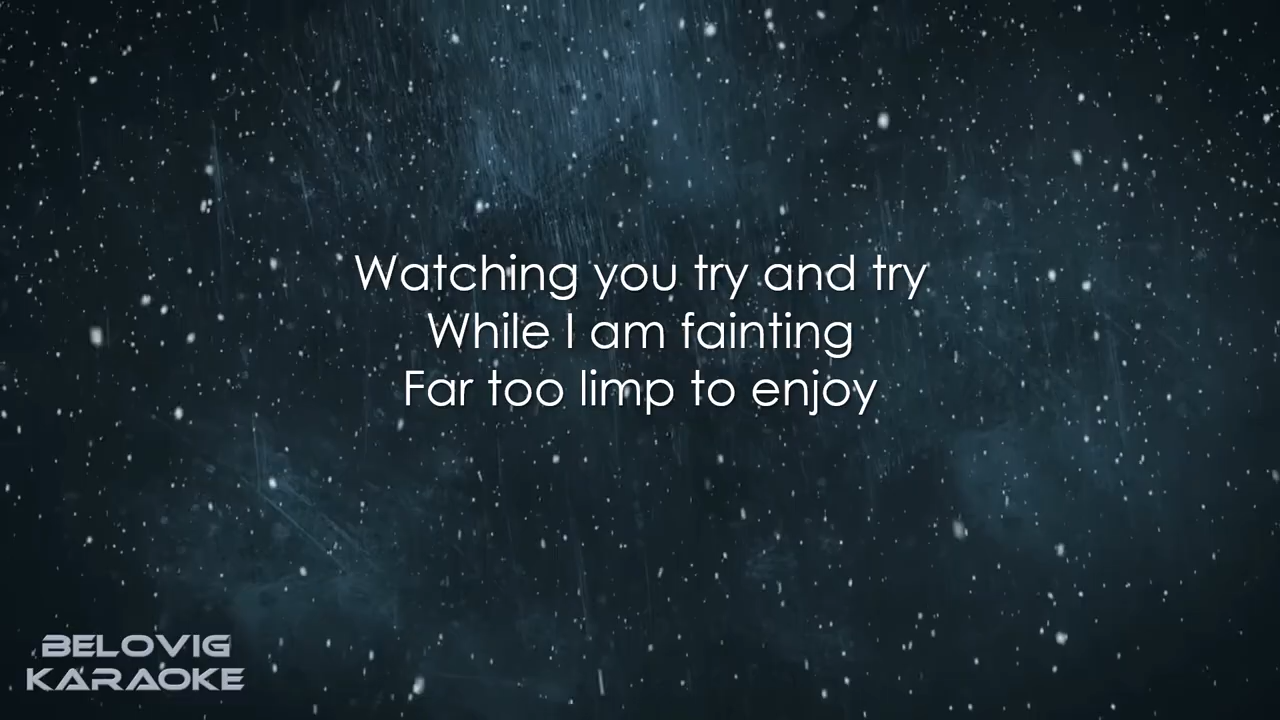 Watching you try and try
While I am fainting
Far too limp to enjoy
BELOVIG
KARAOKE